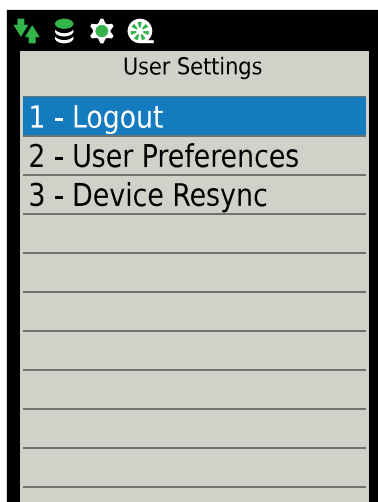 User Settings
1 - Logout
2 - User Preferences
3 - Device Resync